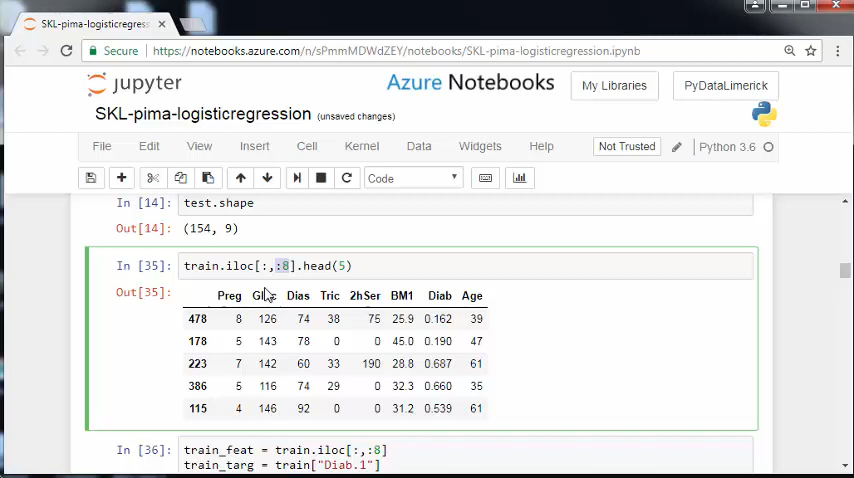 SKL-pima-logisticregress
Secure https://notebooks.azure.com/n/sPmmMDWdZEY/notebooks/SKL-pima-logisticregression.ipynb
jupyter Azure Notebooks My Libraries PyDataLimerick
SKL-pima-logisticregression (unsaved changes)
File Edit View Insert Cell Kernel Data Widgets Help Not Trusted Python 3.6
Code
In [14]: test.shape
Out[14]: (154, 9)
In [35]: train.iloc[:,:8].head(5)
Out[35]:
Preg Dias Tric 2hSer BM1 Diab Age
478 8 126 74 38 75 25.9 0.162 39
178 5 143 78 0 0 45.0 0.190 47
223 7 142 60 33 190 28.8 0.687 61
386 5 116 74 29 0 32.3 0.660 35
115 4 146 92 0 0 31.2 0.539 61
In [36]: train_feat = train.iloc[:,:8]
train_targ = train["Diab.1"]